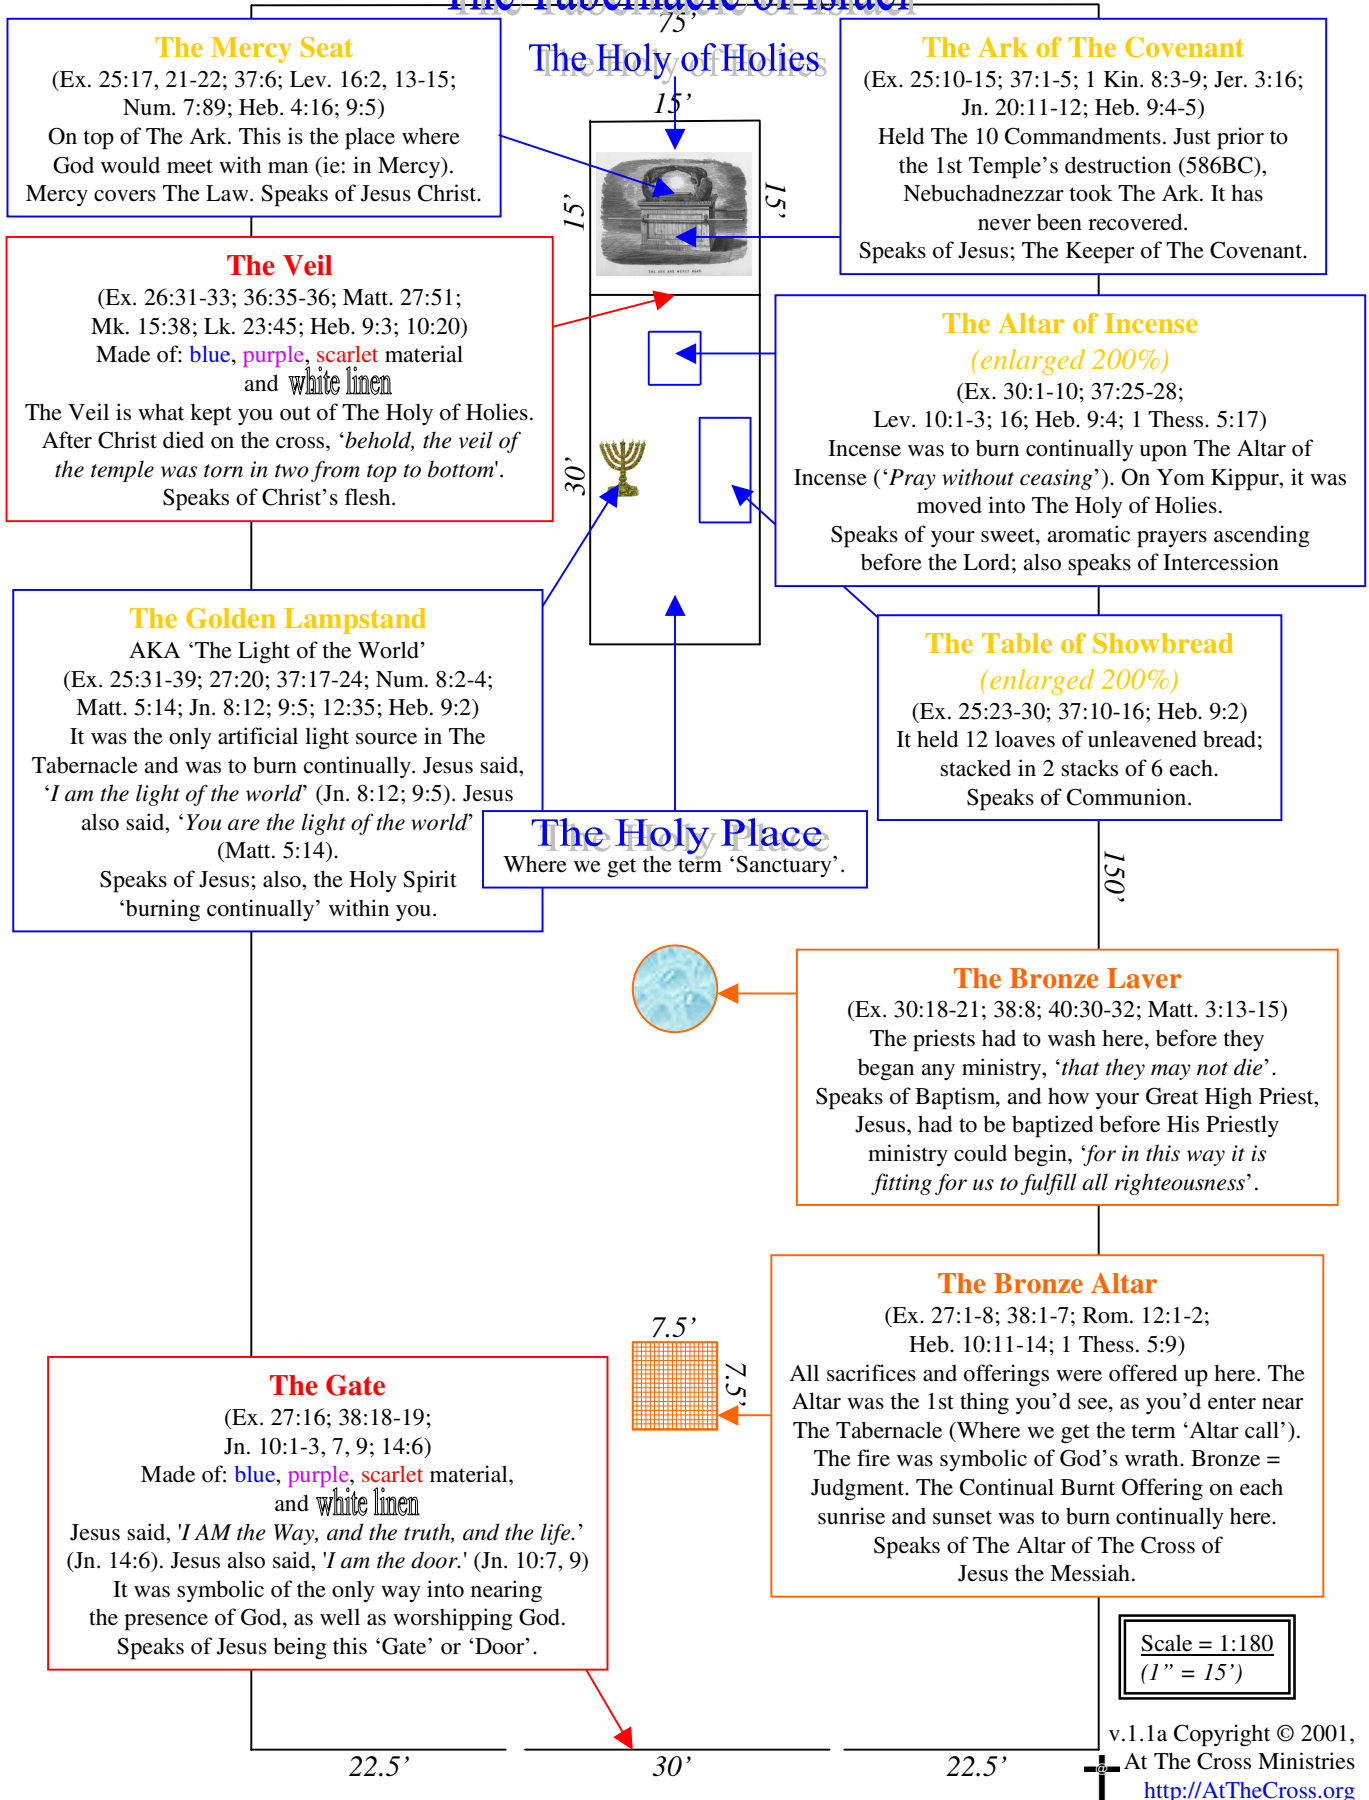 The Tabernacle of Israel
75'
The Mercy Seat
(Ex. 25:17, 21-22; 37:6; Lev. 16:2, 13-15;
Num. 7:89; Heb. 4:16; 9:5)
On top of The Ark. This is the place where
God would meet with man (ie: in Mercy).
Mercy covers The Law. Speaks of Jesus Christ.
The Holy of Holies
15'
15'
15'
THE ARK AND MERCY SEAT
The Ark of The Covenant
(Ex. 25:10-15; 37:1-5; 1 Kin. 8:3-9; Jer. 3:16;
Jn. 20:11-12; Heb. 9:4-5)
Held The 10 Commandments. Just prior to
the 1st Temple's destruction (586BC),
Nebuchadnezzar took The Ark. It has
never been recovered.
Speaks of Jesus; The Keeper of The Covenant.
The Veil
(Ex. 26:31-33; 36:35-36; Matt. 27:51;
Mk. 15:38; Lk. 23:45; Heb. 9:3; 10:20)
Made of: blue, purple, scarlet material
and white linen
The Veil is what kept you out of The Holy of Holies.
After Christ died on the cross, ‘behold, the veil of
the temple was torn in two from top to bottom'.
Speaks of Christ’s flesh.
30’
The Altar of Incense
(enlarged 200%)
(Ex. 30:1-10; 37:25-28;
Lev. 10:1-3; 16; Heb. 9:4; 1 Thess. 5:17)
Incense was to burn continually upon The Altar of
Incense (‘Pray without ceasing’). On Yom Kippur, it was
moved into The Holy of Holies.
Speaks of your sweet, aromatic prayers ascending
before the Lord; also speaks of Intercession
The Golden Lampstand
AKA ‘The Light of the World’
(Ex. 25:31-39; 27:20; 37:17-24; Num. 8:2-4;
Matt. 5:14; Jn. 8:12; 9:5; 12:35; Heb. 9:2)
It was the only artificial light source in The
Tabernacle and was to burn continually. Jesus said,
‘I am the light of the world’ (Jn. 8:12; 9:5). Jesus
also said, ‘You are the light of the world’
(Matt. 5:14).
Speaks of Jesus; also, the Holy Spirit
‘burning continually’ within you.
The Table of Showbread
(enlarged 200%)
(Ex. 25:23-30; 37:10-16; Heb. 9:2)
It held 12 loaves of unleavened bread;
stacked in 2 stacks of 6 each.
Speaks of Communion.
The Holy Place
Where we get the term ‘Sanctuary’.
150’
The Bronze Laver
(Ex. 30:18-21; 38:8; 40:30-32; Matt. 3:13-15)
The priests had to wash here, before they
began any ministry, ‘that they may not die’.
Speaks of Baptism, and how your Great High Priest,
Jesus, had to be baptized before His Priestly
ministry could begin, ‘for in this way it is
fitting for us to fulfill all righteousness’.
7.5’
7.5’
The Bronze Altar
(Ex. 27:1-8; 38:1-7; Rom. 12:1-2;
Heb. 10:11-14; 1 Thess. 5:9)
All sacrifices and offerings were offered up here. The
Altar was the 1st thing you’d see, as you’d enter near
The Tabernacle (Where we get the term ‘Altar call’).
The fire was symbolic of God’s wrath. Bronze =
Judgment. The Continual Burnt Offering on each
sunrise and sunset was to burn continually here.
Speaks of The Altar of The Cross of
Jesus the Messiah.
The Gate
(Ex. 27:16; 38:18-19;
Jn. 10:1-3, 7, 9; 14:6)
Made of: blue, purple, scarlet material,
and white linen
Jesus said, 'I AM the Way, and the truth, and the life.’
(Jn. 14:6). Jesus also said, 'I am the door.' (Jn. 10:7, 9)
It was symbolic of the only way into nearing
the presence of God, as well as worshipping God.
Speaks of Jesus being this ‘Gate’ or ‘Door’.
Scale = 1:180
(1” = 15’)
22.5’
30’
22.5’
v.1.1a Copyright © 2001,
@ At The Cross Ministries
http://AtTheCross.org